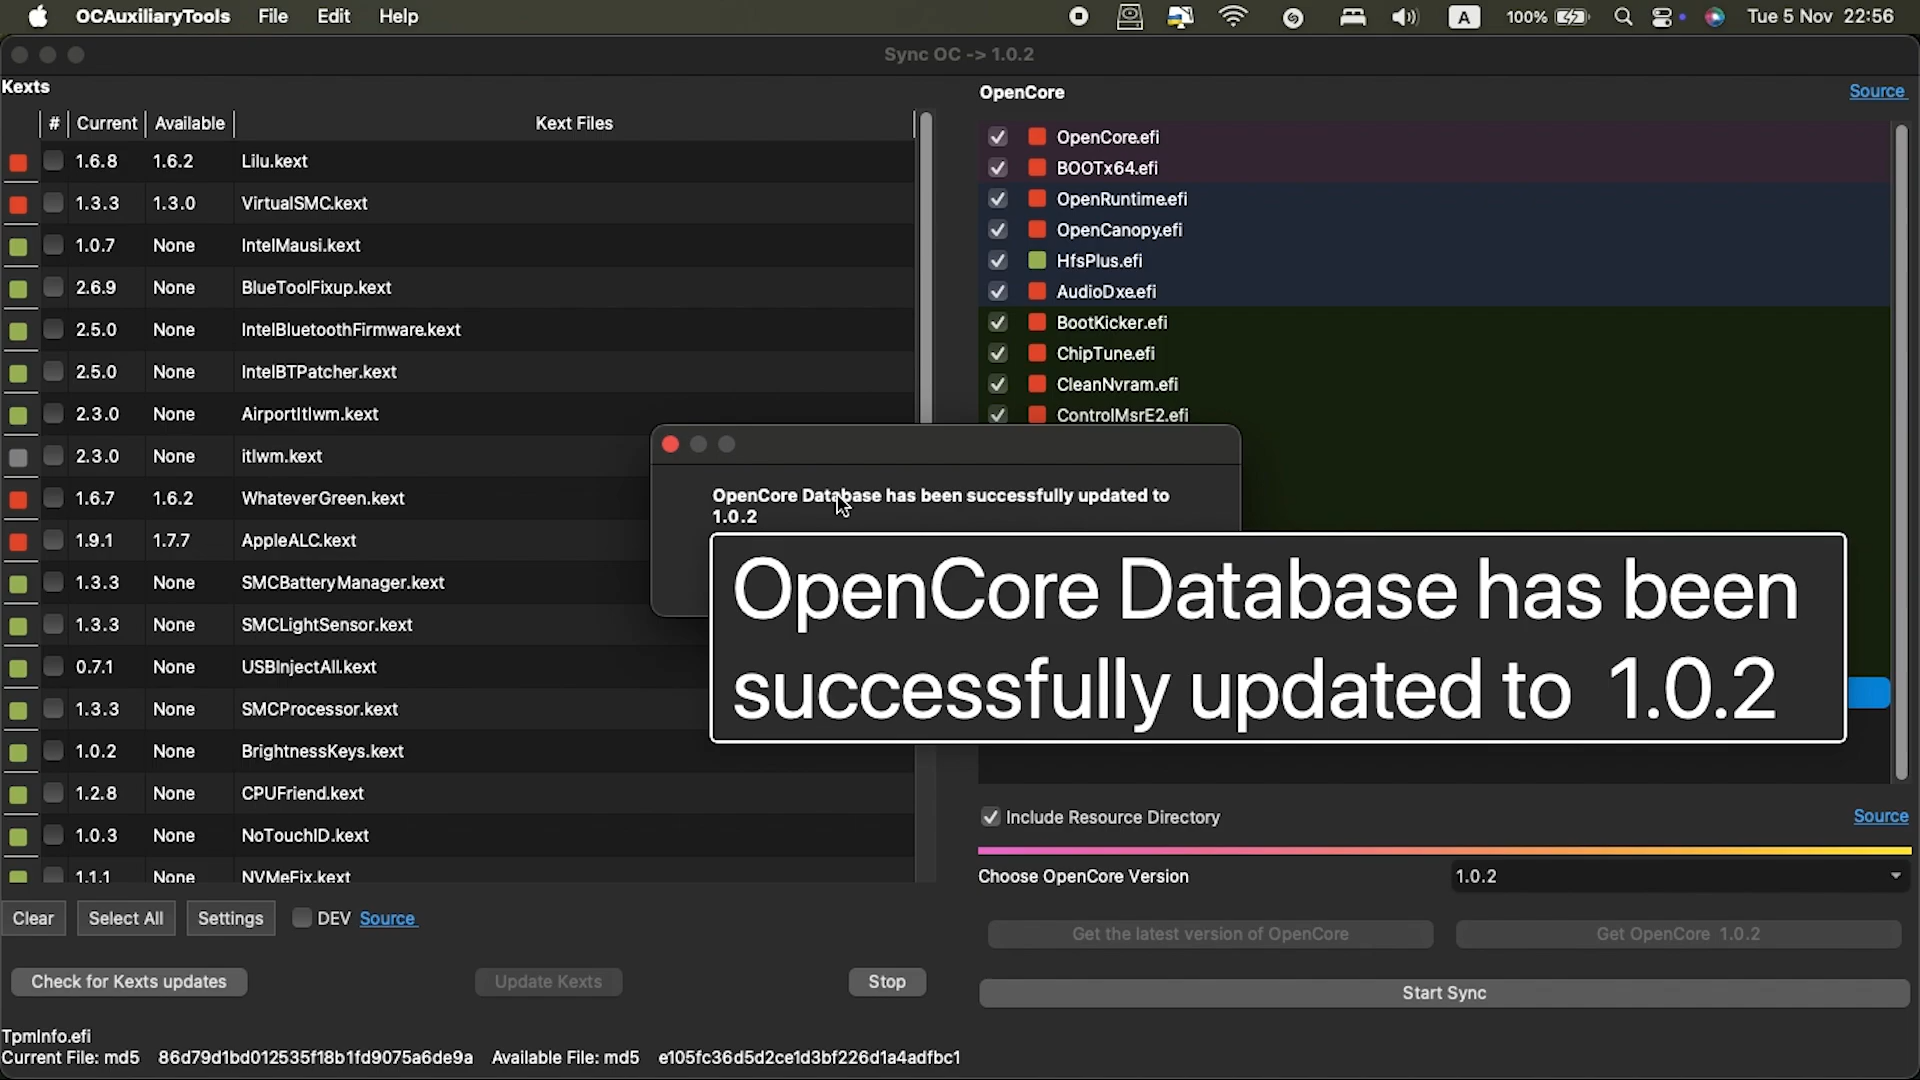 OCAuxiliaryTools File Edit Help A 100% Tue 5 Nov 22:56
Sync OC -> 1.0.2
Kexts
# Current Available Kext Files
1.6.8 1.6.2 Lilu.kext
1.3.3 1.3.0 VirtualSMC.kext
1.0.7 None IntelMausi.kext
2.6.9 None BlueToolFixup.kext
2.5.0 None IntelBluetoothFirmware.kext
2.5.0 None IntelBTPatcher.kext
2.3.0 None AirportItlwm.kext
2.3.0 None itlwm.kext
1.6.7 1.6.2 WhateverGreen.kext
1.9.1 1.7.7 AppleALC.kext
1.3.3 None SMCBatteryManager.kext
1.3.3 None SMCLightSensor.kext
0.7.1 None USBInjectAll.kext
1.3.3 None SMCProcessor.kext
1.0.2 None BrightnessKeys.kext
1.2.8 None CPUFriend.kext
1.0.3 None NoTouchID.kext
1.1.1 None NVMeFix.kext
Clear Select All Settings DEV Source
Check for Kexts updates Update Kexts Stop
OpenCore Source
OpenCore.efi
BOOTx64.efi
OpenRuntime.efi
OpenCanopy.efi
HfsPlus.efi
AudioDxe.efi
BootKicker.efi
ChipTune.efi
CleanNvram.efi
ControlMsrE2.efi
OpenCore Database has been successfully updated to
1.0.2
OpenCore Database has been
successfully updated to 1.0.2
Include Resource Directory Source
Choose OpenCore Version 1.0.2
Get the latest version of OpenCore Get OpenCore 1.0.2
Start Sync
TpmInfo.efi
Current File: md5 86d79d1bd012535f18b1fd9075a6de9a Available File: md5 e105fc36d5d2ce1d3bf226d1a4adfbc1